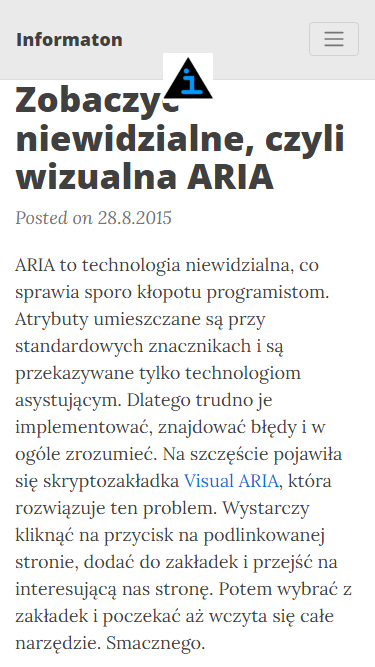 Informaton
i
Zobaczyć
niewidzialne, czyli
wizualna ARIA
Posted on 28.8.2015
ARIA to technologia niewidzialna, co
sprawia sporo kłopotu programistom.
Atrybuty umieszczane są przy
standardowych znacznikach i są
przekazywane tylko technologiom
asystującym. Dlatego trudno je
implementować, znajdować błędy i w
ogóle zrozumieć. Na szczęście pojawiła
się skryptozakładka Visual ARIA, która
rozwiązuje ten problem. Wystarczy
kliknąć na przycisk na podlinkowanej
stronie, dodać do zakładek i przejść na
interesującą nas stronę. Potem wybrać z
zakładek i poczekać aż wczyta się całe
narzędzie. Smacznego.